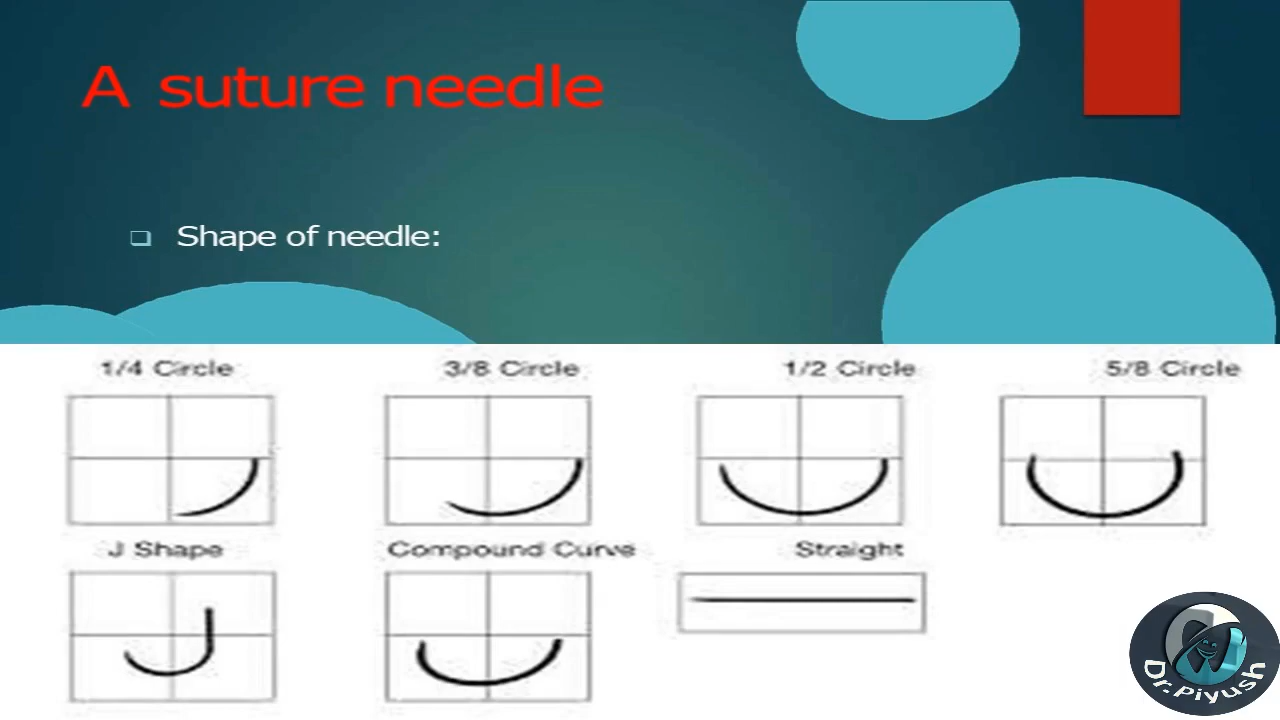 A suture needle
Shape of needle:
1/4 Circle 3/8 Circle 1/2 Circle 5/8 Circle
J Shape Compound Curve Straight
Dr.Piyush